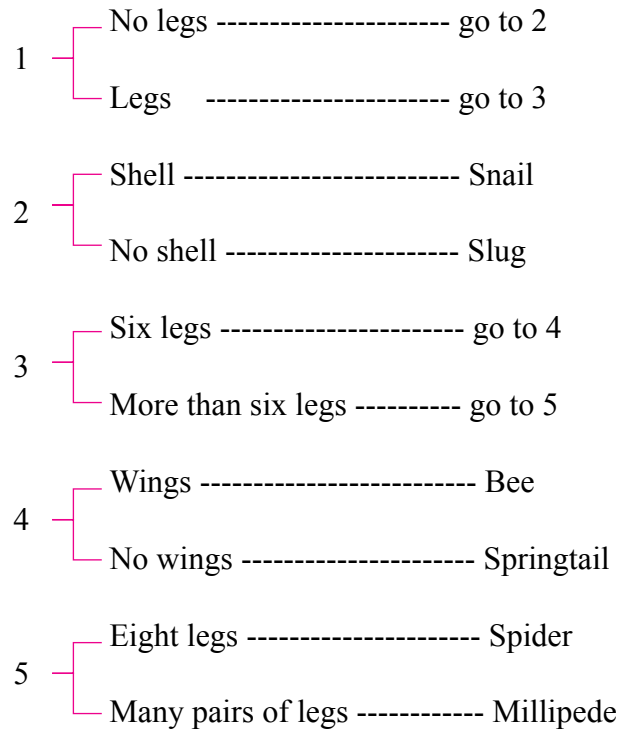 No legs ---------------------- go to 2
1
Legs ----------------------- go to 3
Shell -------------------------- Snail
2
No shell ---------------------- Slug
Six legs ----------------------- go to 4
3
More than six legs ---------- go to 5
Wings -------------------------- Bee
4
No wings ---------------------- Springtail
Eight legs ---------------------- Spider
5
Many pairs of legs ------------ Millipede